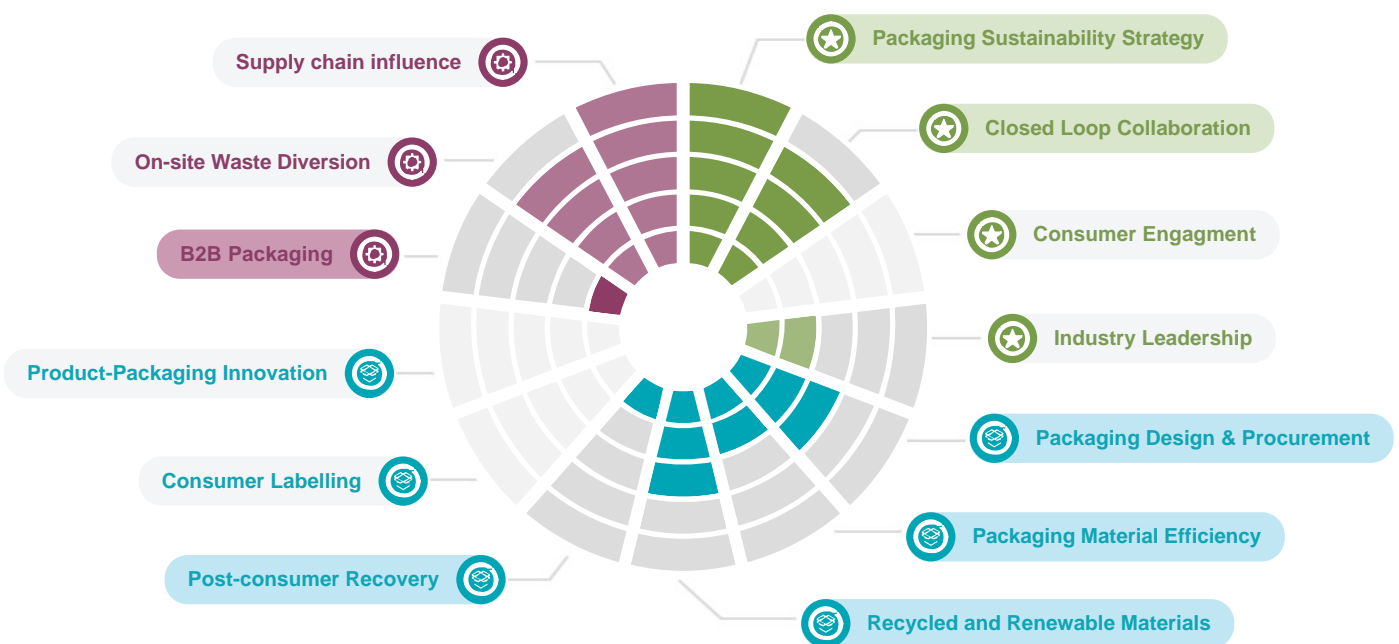 Packaging Sustainability Strategy
Supply chain influence
Closed Loop Collaboration
On-site Waste Diversion
Consumer Engagment
B2B Packaging
Industry Leadership
Product-Packaging Innovation
Packaging Design & Procurement
Consumer Labelling
Packaging Material Efficiency
Post-consumer Recovery
Recycled and Renewable Materials